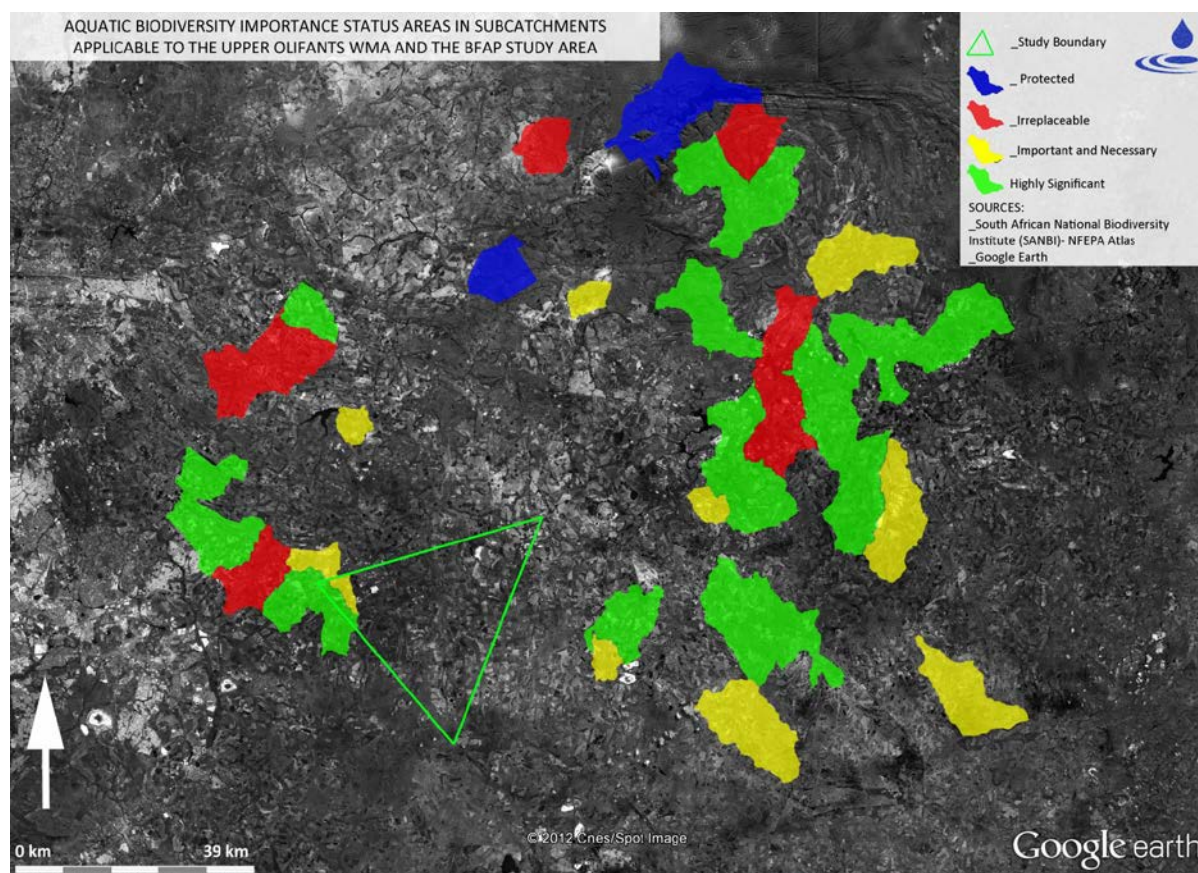 AQUATIC BIODIVERSITY IMPORTANCE STATUS AREAS IN SUBCATCHMENTS
APPLICABLE TO THE UPPER OLIFANTS WMA AND THE BFAP STUDY AREA
_Study Boundary
_ Protected
_Irreplaceable
_Important and Necessary
Highly Significant
SOURCES:
_South African National Biodiversity
Institute (SANBI)- NFEPA Atlas
_Google Earth
© 2012 Cnes/Spot Image
0 km 39 km
Google earth